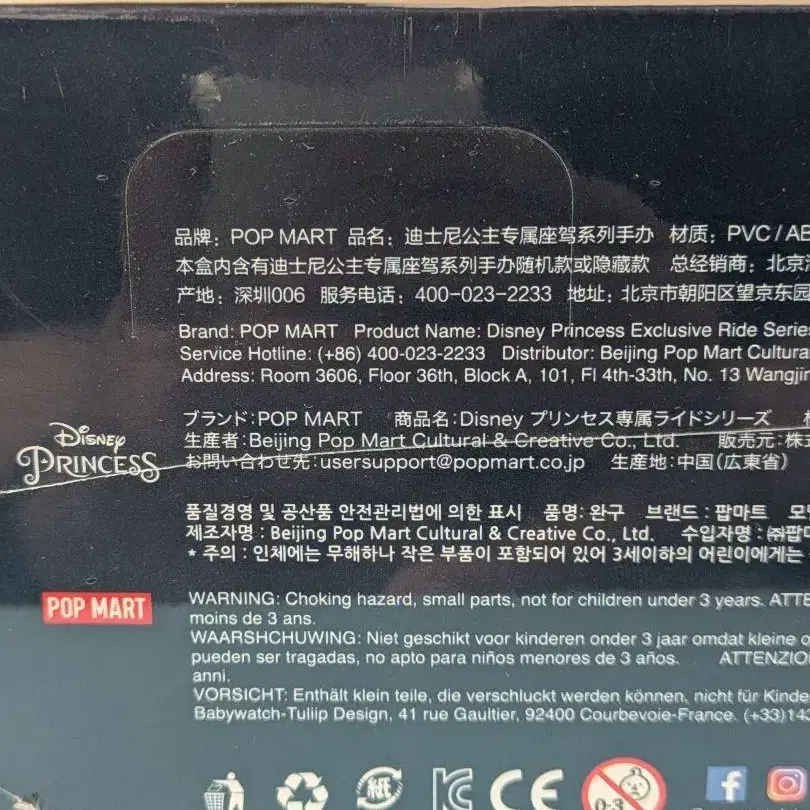 品牌：POP MART 品名：迪士尼公主专属座驾系列手办 材质：PVC / AB
本盒内含有迪士尼公主专属座驾系列手办随机款或隐藏款 总经销商：北京
产地：深圳006 服务电话：400-023-2233 地址：北京市朝阳区望京东园
Brand: POP MART Product Name: Disney Princess Exclusive Ride Serie
Service Hotline: (+86) 400-023-2233 Distributor: Beijing Pop Mart Cultura
Address: Room 3606, Floor 36th, Block A, 101, Fl 4th-33th, No. 13 Wangjin
ブランド：POP MART 商品名：Disney プリンセス専属ライドシリーズ
生産者：Beijing Pop Mart Cultural & Creative Co., Ltd. 販売元：株
お問い合わせ先：usersupport@popmart.co.jp 生産地：中国（広東省）
Disney
PRINCESS
품질경영 및 공산품 안전관리법에 의한 표시 품명: 완구 브랜드 : 팝마트 모
제조자명 : Beijing Pop Mart Cultural & Creative Co., Ltd. 수입자명 : ㈜팝
* 주의 : 인체에는 무해하나 작은 부품이 포함되어 있어 3세이하의 어린이에게는
POP MART
WARNING: Choking hazard, small parts, not for children under 3 years. ATTE
moins de 3 ans.
WAARSHCHUWING: Niet geschikt voor kinderen onder 3 jaar omdat kleine o
pueden ser tragadas, no apto para niños menores de 3 años. ATTENZIO
anni.
VORSICHT: Enthält klein teile, die verschluckt werden können, nicht für Kinde
Babywatch-Tuliip Design, 41 rue Gaultier, 92400 Courbevoie-France. (+33)143
紙
KC
CE
0-3
f